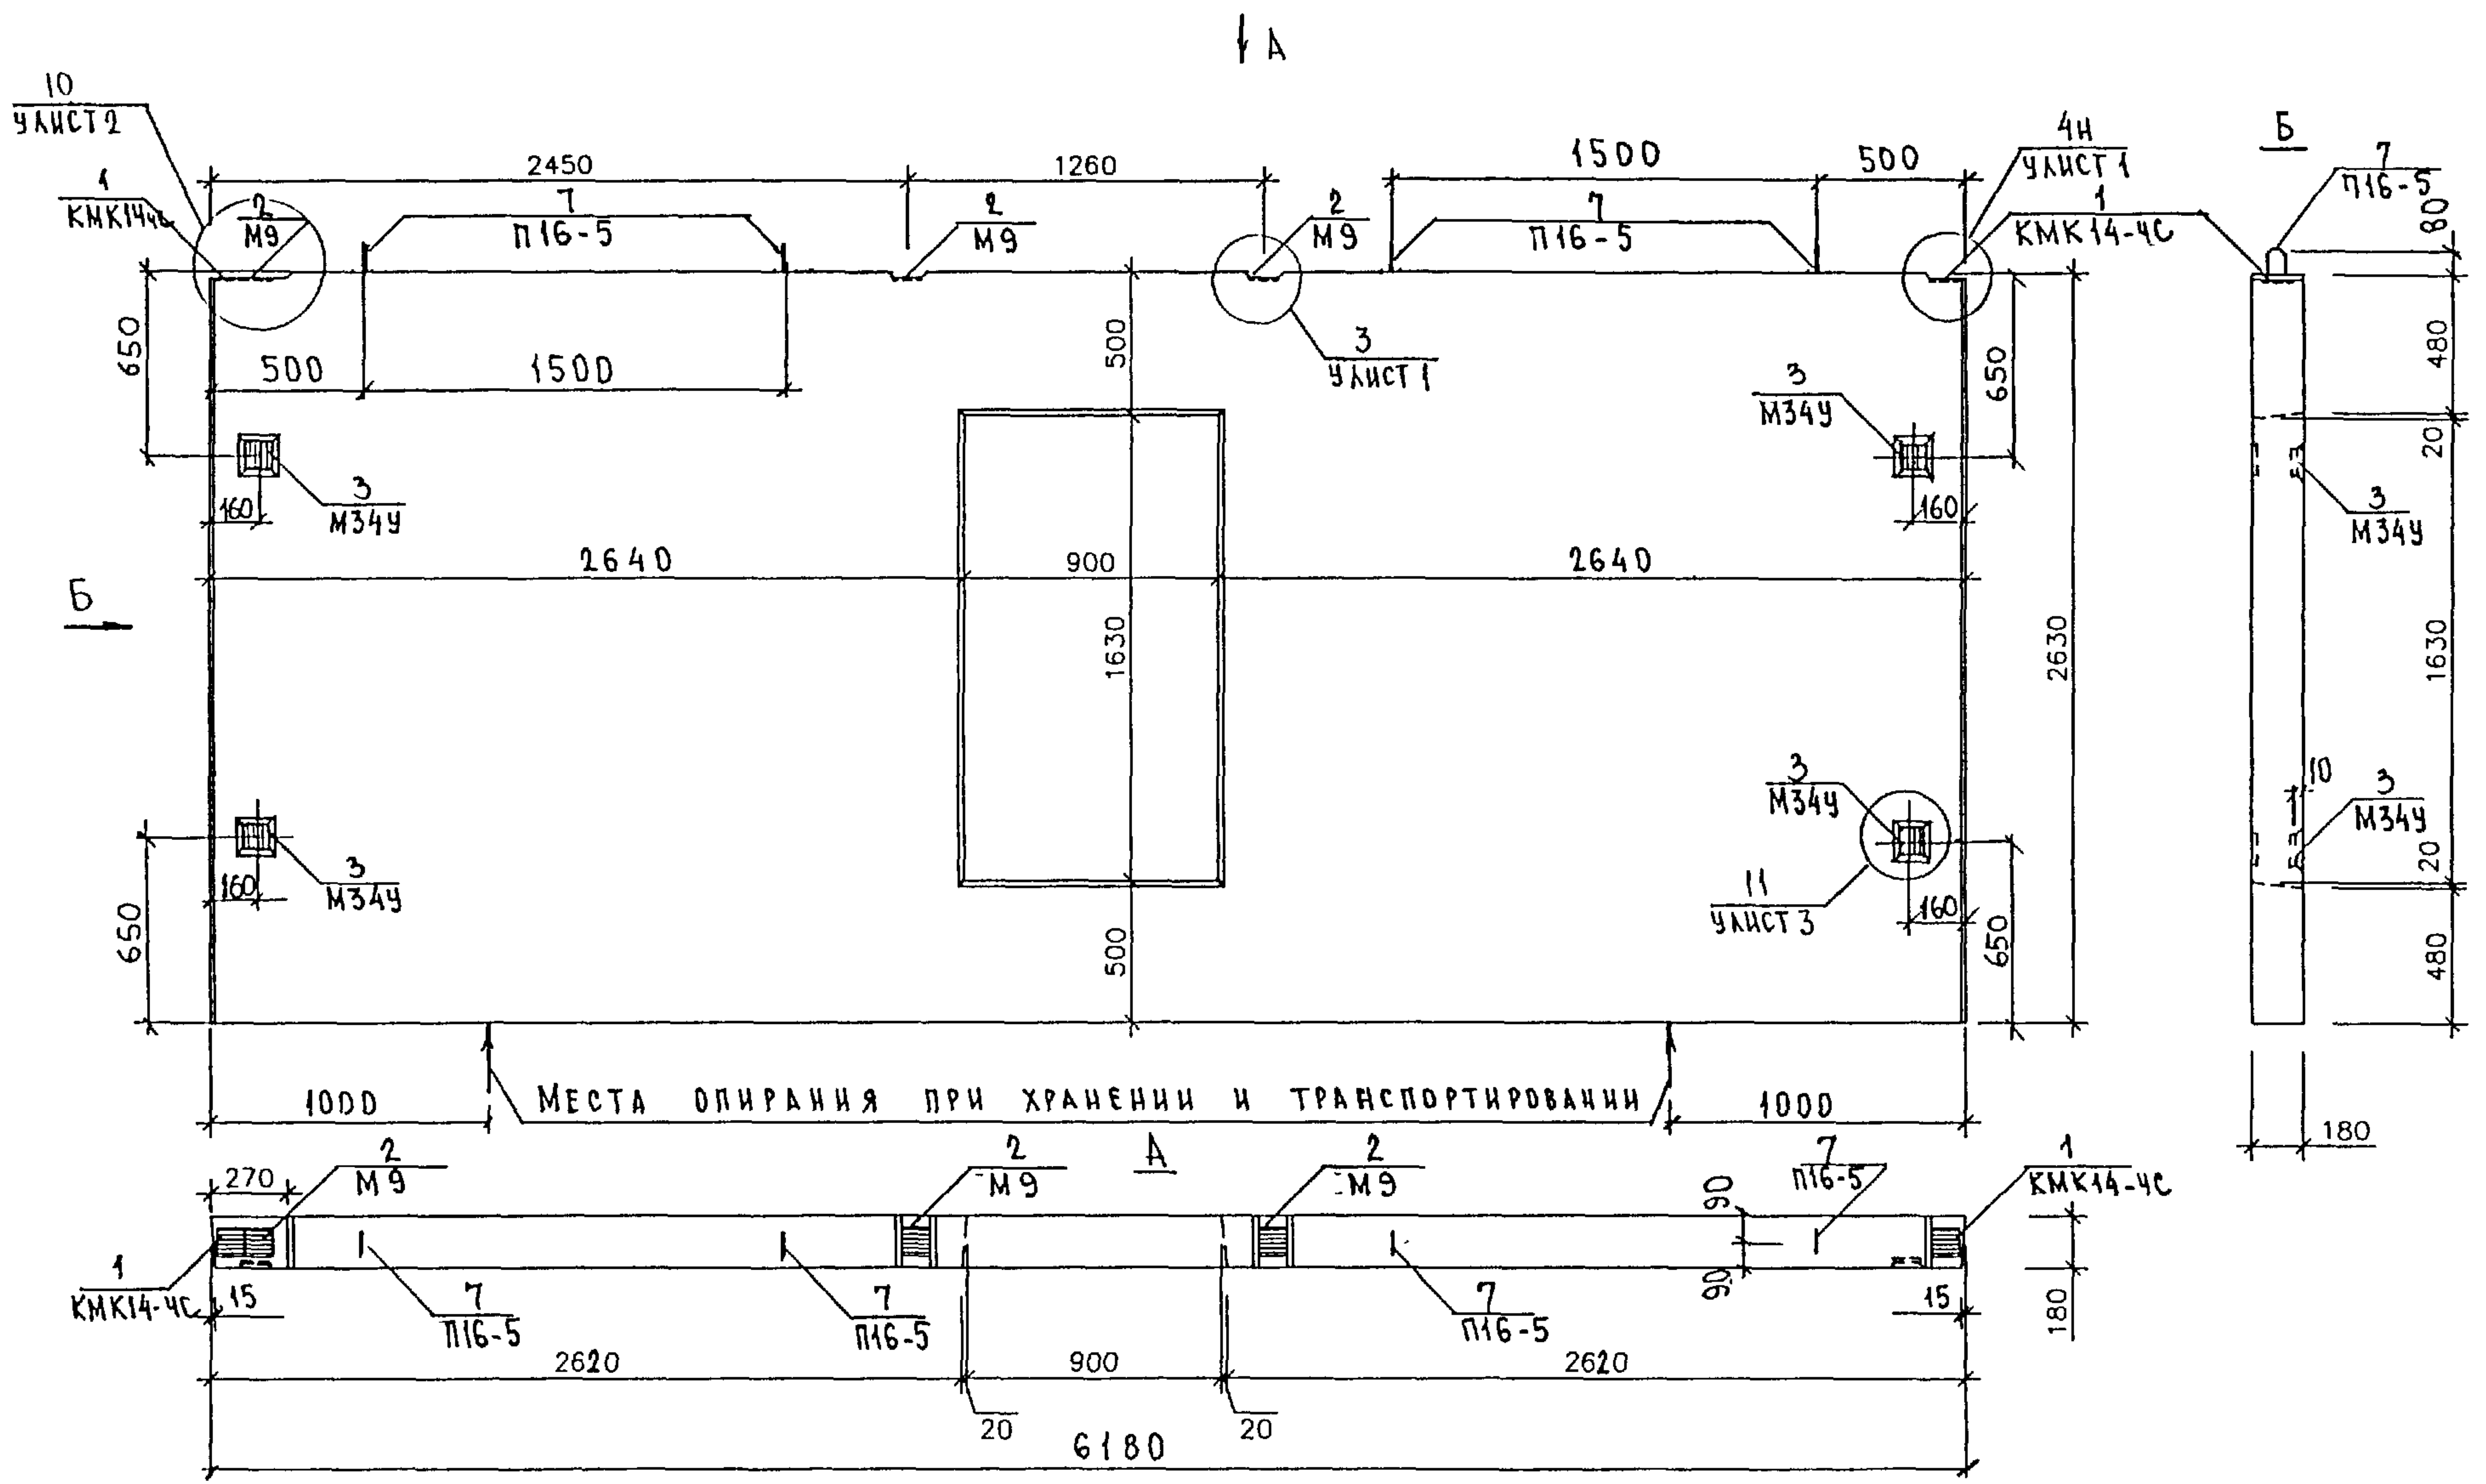 А
10
УЛИСТ 2
4Н
УЛИСТ 1
Б
7
П16-5
80
2450
1260
1500
500
1
КМК14-4С
2
М9
7
П16-5
2
М9
2
М9
7
П16-5
1
КМК14-4С
650
500
1500
500
3
УЛИСТ 1
650
480
3
М34У
20
160
3
М34У
160
3
М34У
2640
900
2640
Б
1630
2630
1630
3
М34У
10
3
М34У
3
М34У
160
20
11
УЛИСТ 3
160
650
500
650
480
1000
МЕСТА ОПИРАНИЯ ПРИ ХРАНЕНИИ И ТРАНСПОРТИРОВАНИИ
1000
180
А
270
2
М9
2
М9
2
М9
7
П16-5
1
КМК14-4С
90
90
1
КМК14-4С
15
7
П16-5
7
П16-5
7
П16-5
15
180
2620
900
2620
20
20
6180